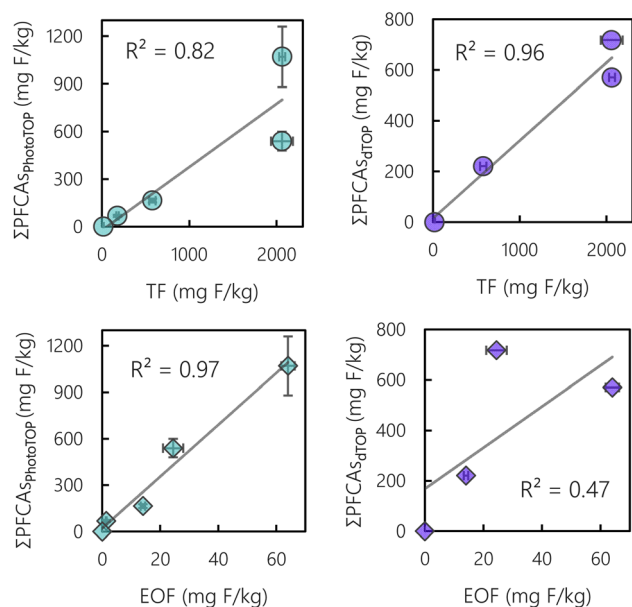 ΣPFCAsPhotoTOP (mg F/kg)
1200
900
600
300
0
R² = 0.82
0
1000
2000
TF (mg F/kg)
ΣPFCAsdTOP (mg F/kg)
800
600
400
200
0
R² = 0.96
0
1000
2000
TF (mg F/kg)
ΣPFCAsPhotoTOP (mg F/kg)
1200
900
600
300
0
R² = 0.97
0
20
40
60
EOF (mg F/kg)
ΣPFCAsdTOP (mg F/kg)
800
600
400
200
0
R² = 0.47
0
20
40
60
EOF (mg F/kg)